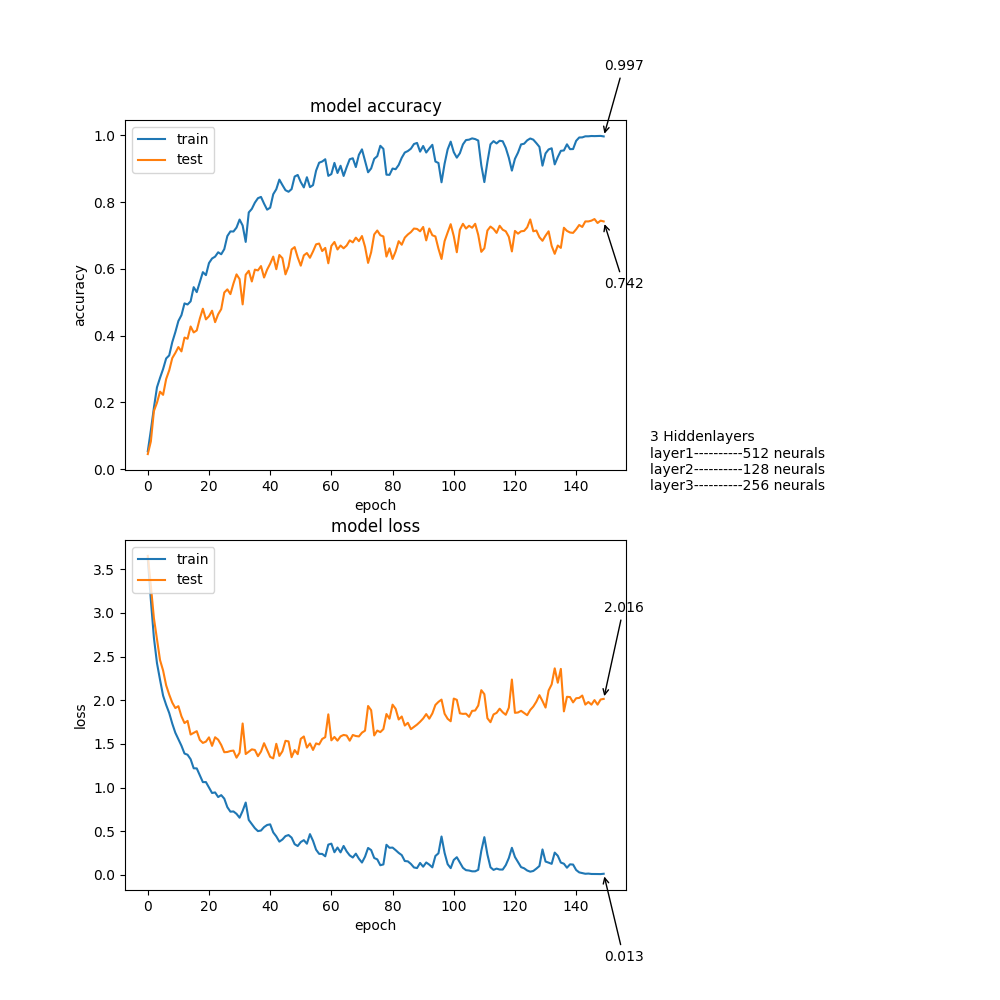 0.997
model accuracy
train
test
1.0
0.8
0.6
0.4
0.2
0.0
accuracy
0.742
0 20 40 60 80 100 120 140
epoch
3 Hiddenlayers
layer1----------512 neurals
layer2----------128 neurals
layer3----------256 neurals
model loss
train
test
3.5
3.0
2.5
2.0
1.5
1.0
0.5
0.0
loss
2.016
0 20 40 60 80 100 120 140
epoch
0.013